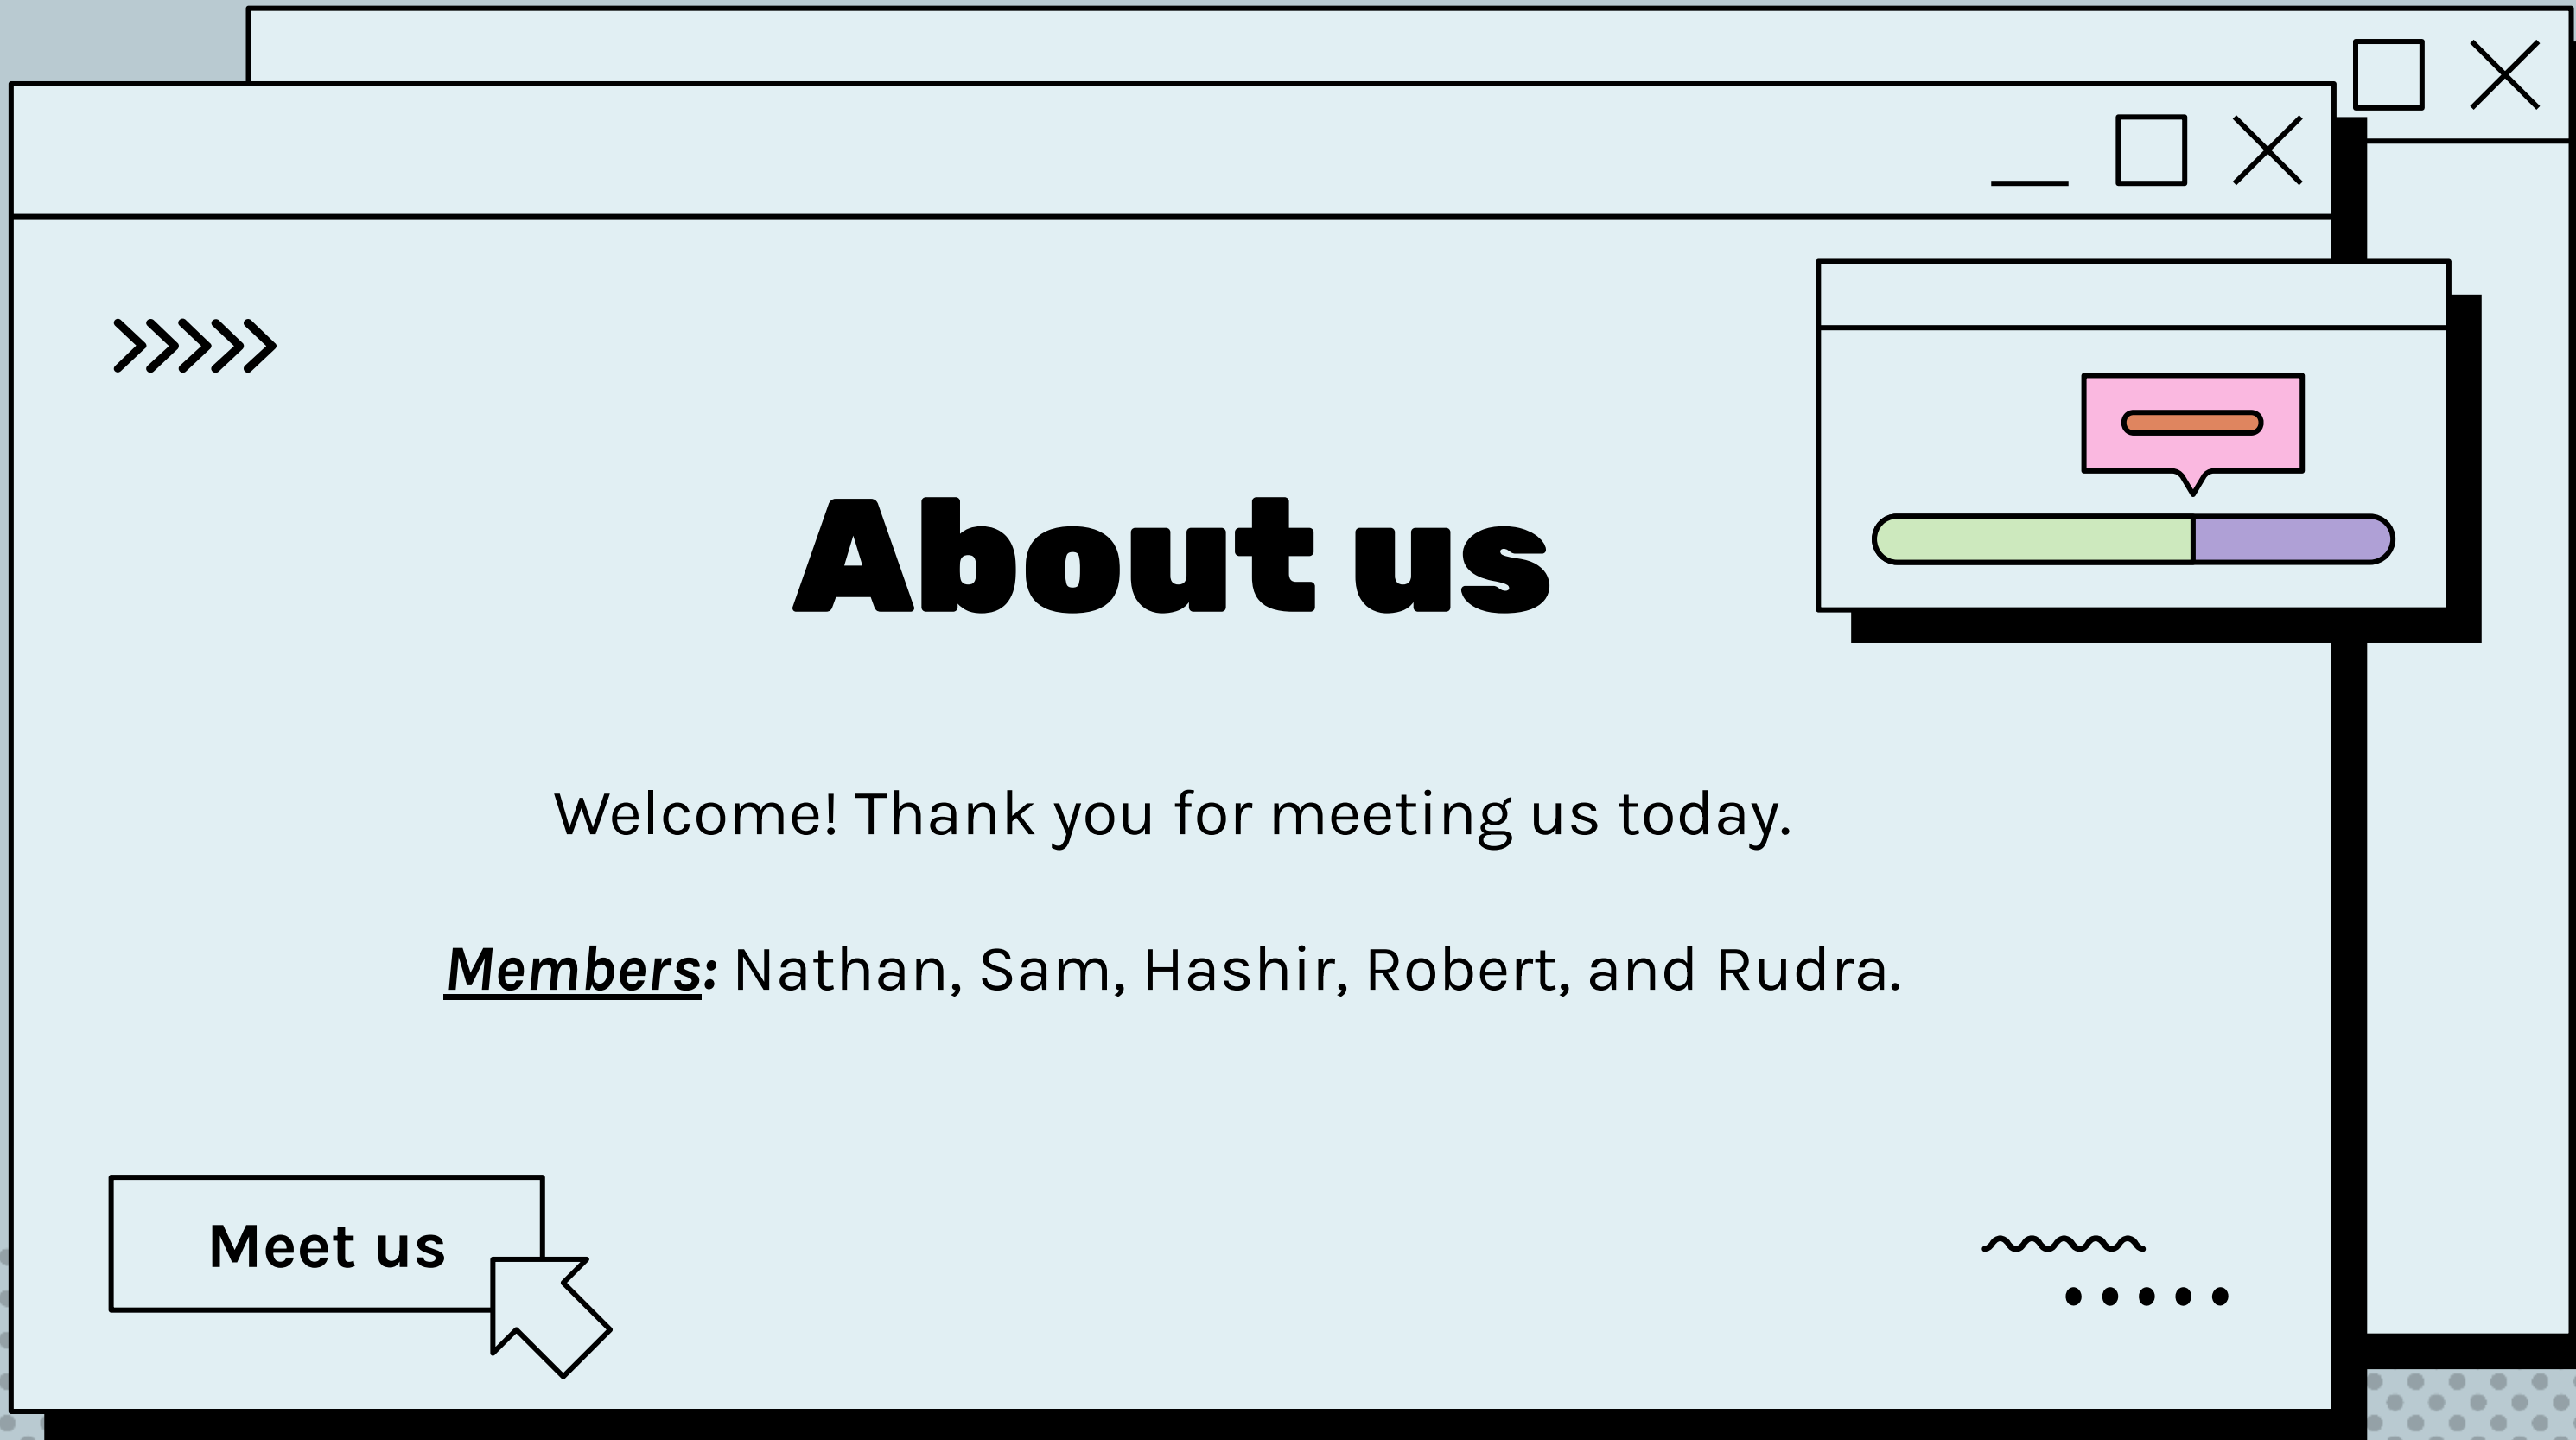 About us
Welcome! Thank you for meeting us today.
Members: Nathan, Sam, Hashir, Robert, and Rudra.
Meet us